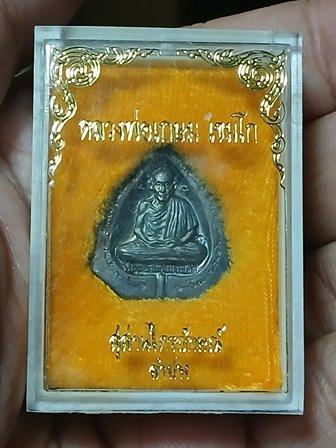 หลวงพ่อเกษม เขมโก
สุสานไตรลักษณ์
ลำปาง